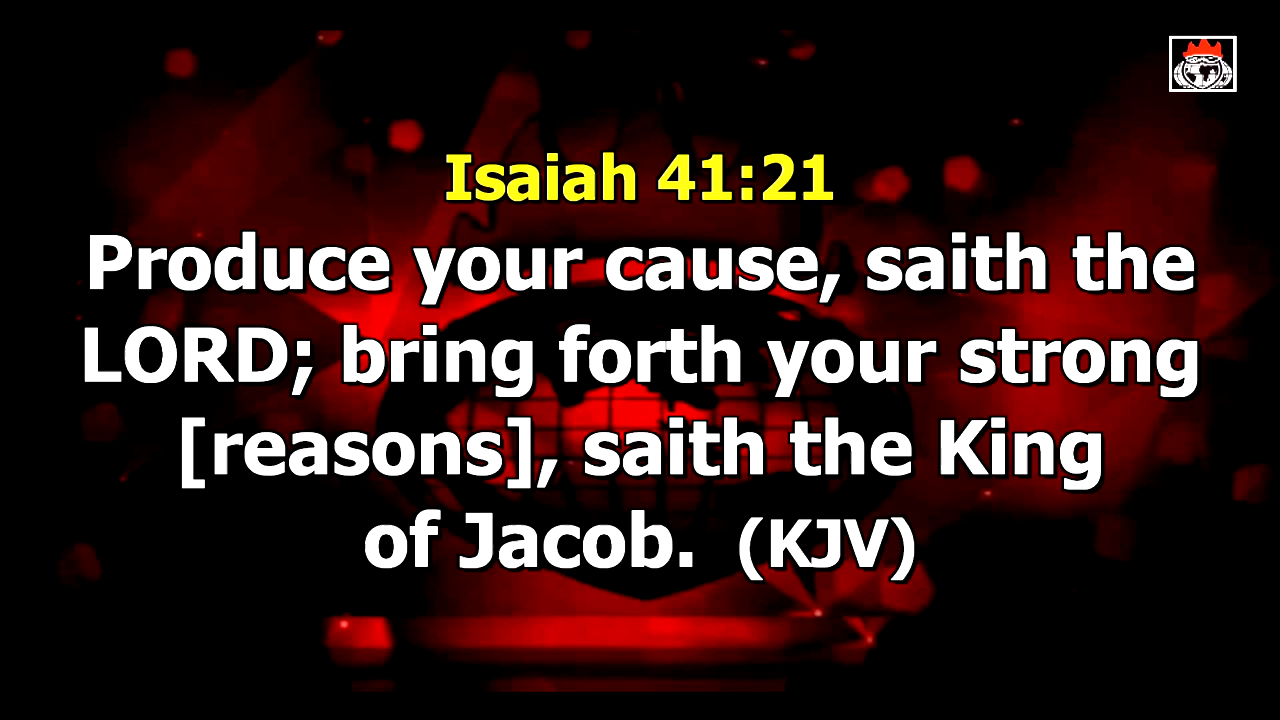 Isaiah 41:21
Produce your cause, saith the
LORD; bring forth your strong
[reasons], saith the King
of Jacob. (KJV)